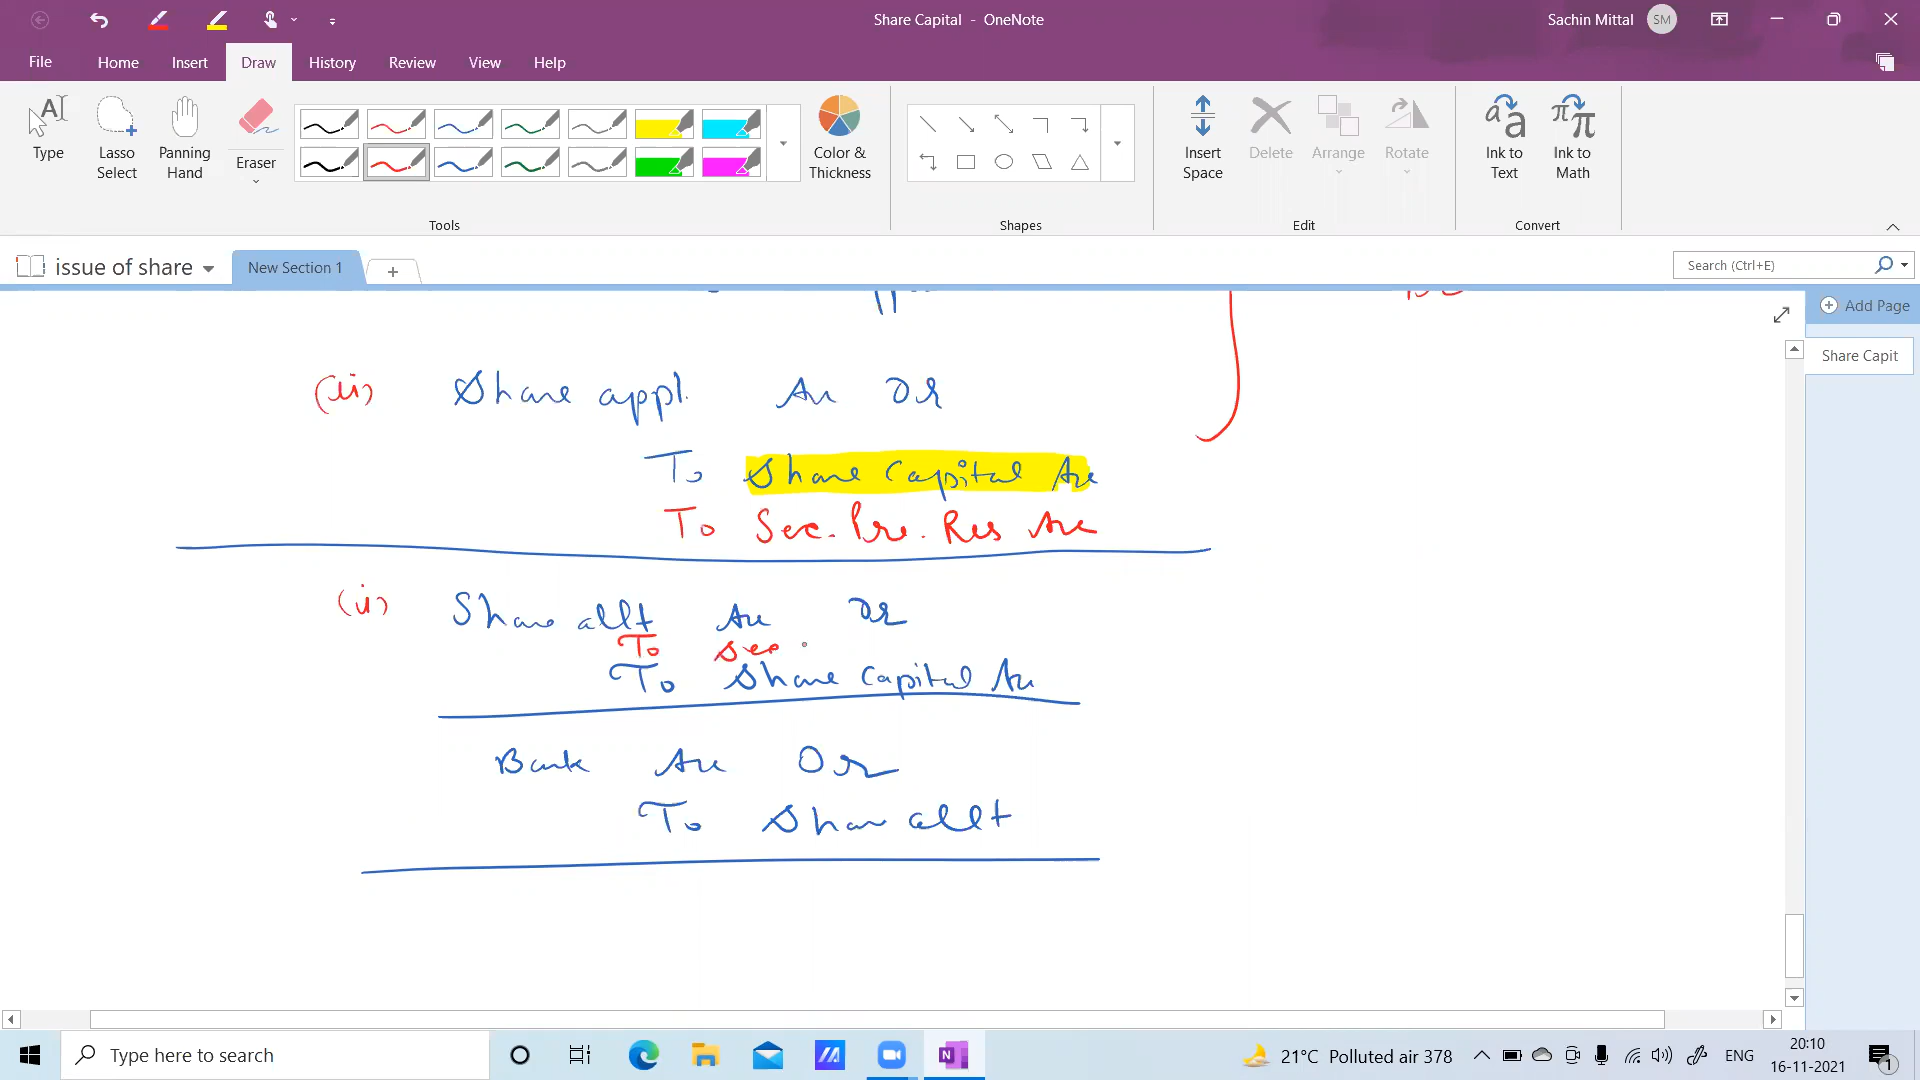 Share Capital - OneNote
Sachin Mittal
SM
File
Home
Insert
Draw
History
Review
View
Help
Type
Lasso Select
Panning Hand
Eraser
Color & Thickness
Insert Space
Delete
Arrange
Rotate
Ink to Text
Ink to Math
Tools
Shapes
Edit
Convert
issue of share
New Section 1
+
Search (Ctrl+E)
Add Page
Share Capit
(ii) Share appl. A/c Dr
To Share Capital A/c
To Sec. Pre. Res A/c
Share allt A/c Dr
To Sec
To Share Capital A/c
Bank A/c Dr
To Share allt
Type here to search
21°C Polluted air 378
ENG
20:10
16-11-2021
1